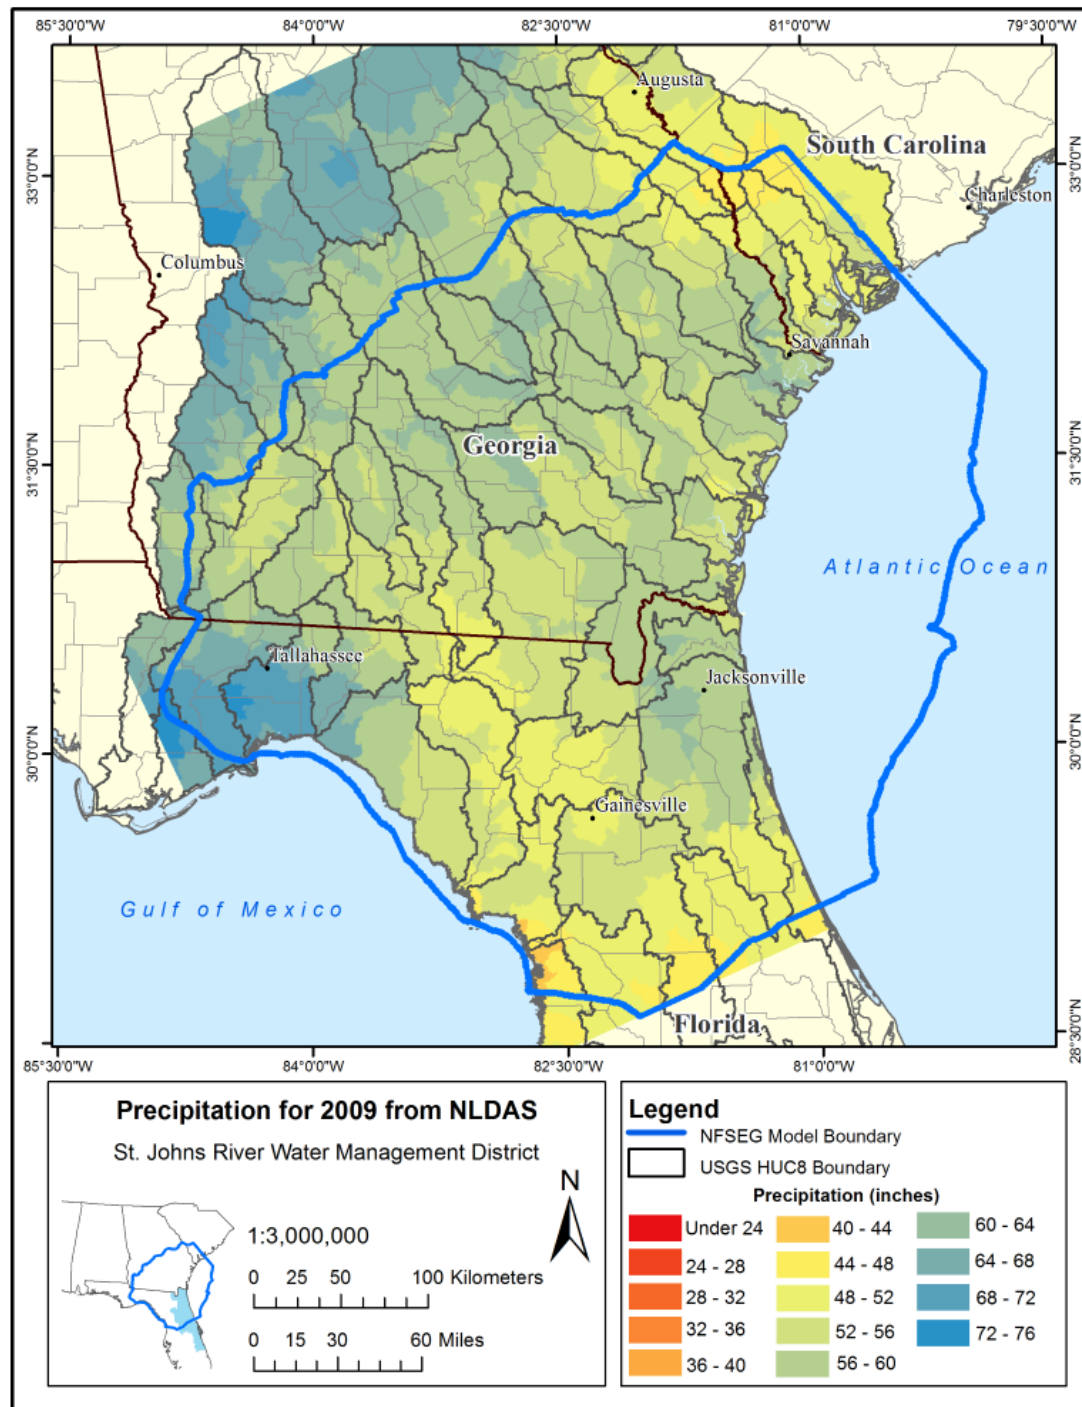 85°30'0"W 84°0'0"W 82°30'0"W 81°0'0"W 79°30'0"W
Augusta
South Carolina
33°0'0"N
33°0'0"N
Charleston
Columbus
Savannah
Georgia
31°30'0"N
31°30'0"N
Atlantic Ocean
Tallahassee
Jacksonville
30°0'0"N
30°0'0"N
Gainesville
Gulf of Mexico
Florida
28°30'0"N
85°30'0"W 84°0'0"W 82°30'0"W 81°0'0"W
Precipitation for 2009 from NLDAS
St. Johns River Water Management District
N
1:3,000,000
0 25 50 100 Kilometers
0 15 30 60 Miles
Legend
NFSEG Model Boundary
USGS HUC8 Boundary
Precipitation (inches)
Under 24
24 - 28
28 - 32
32 - 36
36 - 40
40 - 44
44 - 48
48 - 52
52 - 56
56 - 60
60 - 64
64 - 68
68 - 72
72 - 76